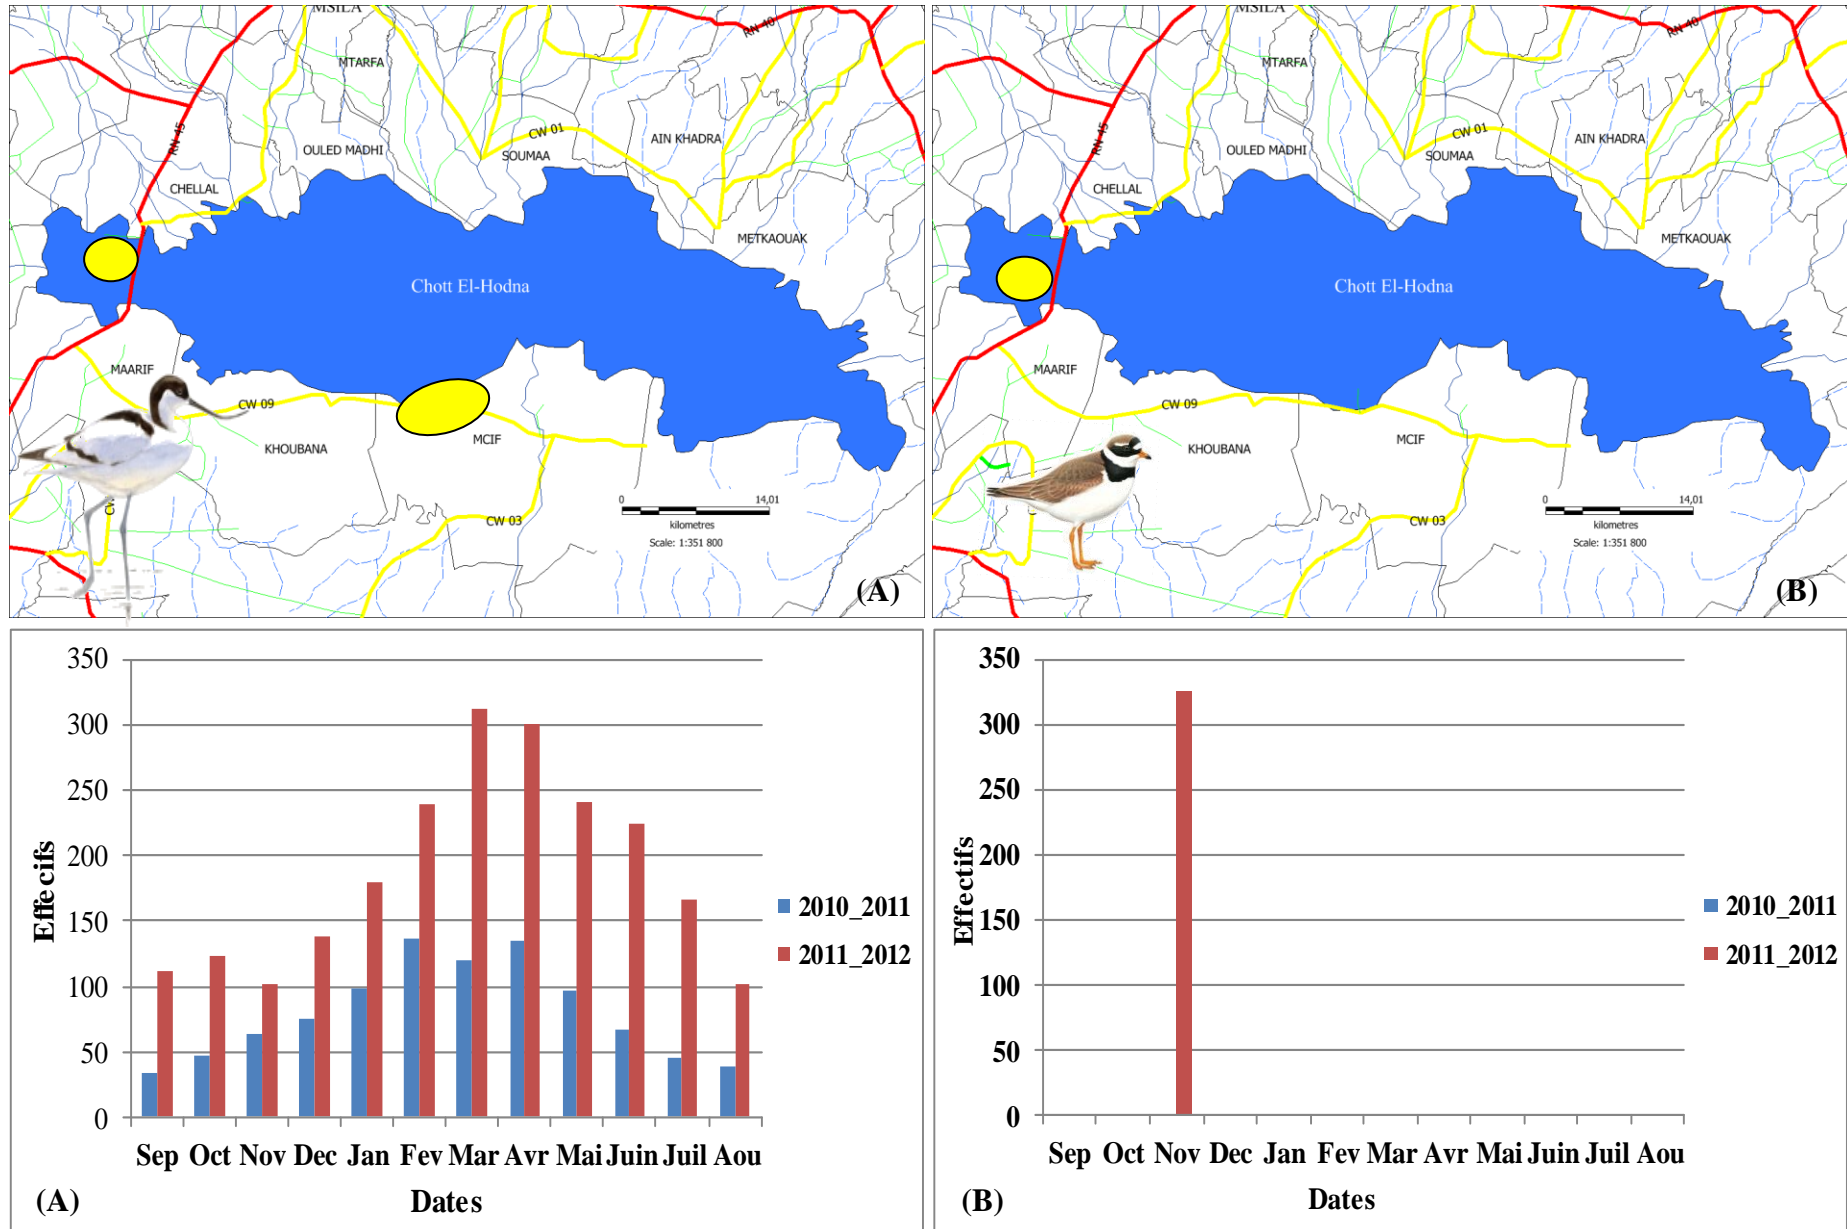 MSILA
RN 40
MTARFA
RN 45
CW 01
AIN KHADRA
OULED MADHI
SOUMAA
CHELLAL
METKAOUAK
Chott El-Hodna
MAARIF
CW 09
KHOUBANA
MCIF
0 14,01
kilometres
Scale: 1:351 800
CW 03
(A)
MSILA
RN 40
MTARFA
RN 45
CW 01
AIN KHADRA
OULED MADHI
SOUMAA
CHELLAL
METKAOUAK
Chott El-Hodna
MAARIF
CW 09
KHOUBANA
MCIF
0 14,01
kilometres
Scale: 1:351 800
CW 03
(B)
350
300
250
200
150
100
50
0
Effecifs
Sep Oct Nov Dec Jan Fev Mar Avr Mai Juin Juil Aou
Dates
2010_2011
2011_2012
(A)
350
300
250
200
150
100
50
0
Effectifs
Sep Oct Nov Dec Jan Fev Mar Avr Mai Juin Juil Aou
Dates
2010_2011
2011_2012
(B)